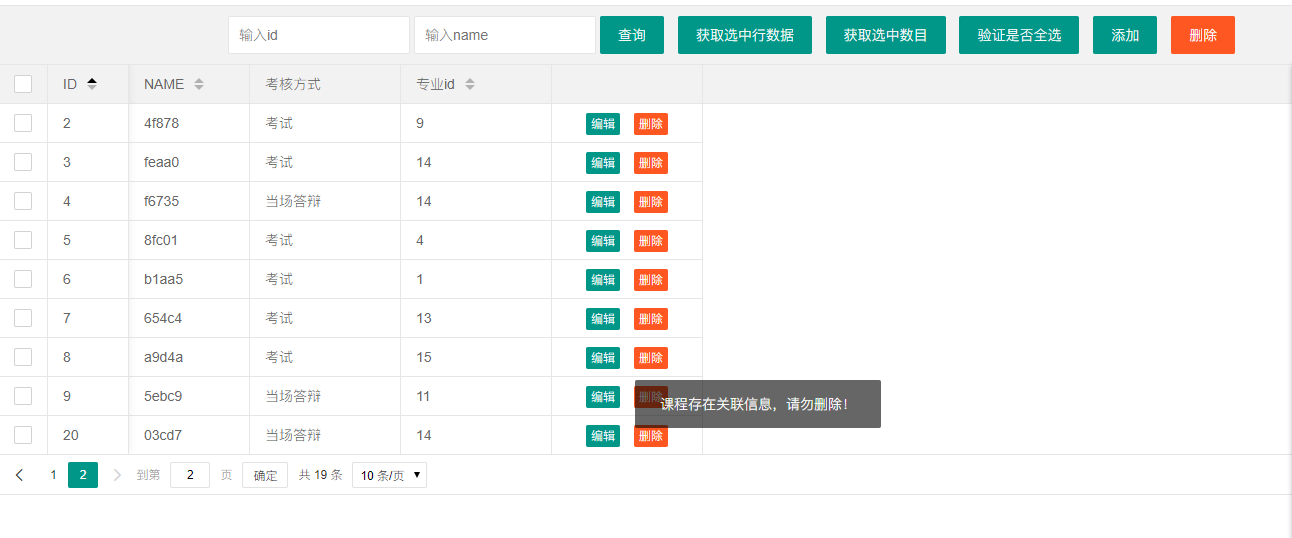 输入id 输入name 查询 获取选中行数据 获取选中数目 验证是否全选 添加 删除
ID NAME 考核方式 专业id
2 4f878 考试 9 编辑 删除
3 feaa0 考试 14 编辑 删除
4 f6735 当场答辩 14 编辑 删除
5 8fc01 考试 4 编辑 删除
6 b1aa5 考试 1 编辑 删除
7 654c4 考试 13 编辑 删除
8 a9d4a 考试 15 编辑 删除
9 5ebc9 当场答辩 11 编辑 删除
课程存在关联信息，请勿删除！
20 03cd7 当场答辩 14 编辑 删除
1 2 到第 2 页 确定 共 19 条 10 条/页